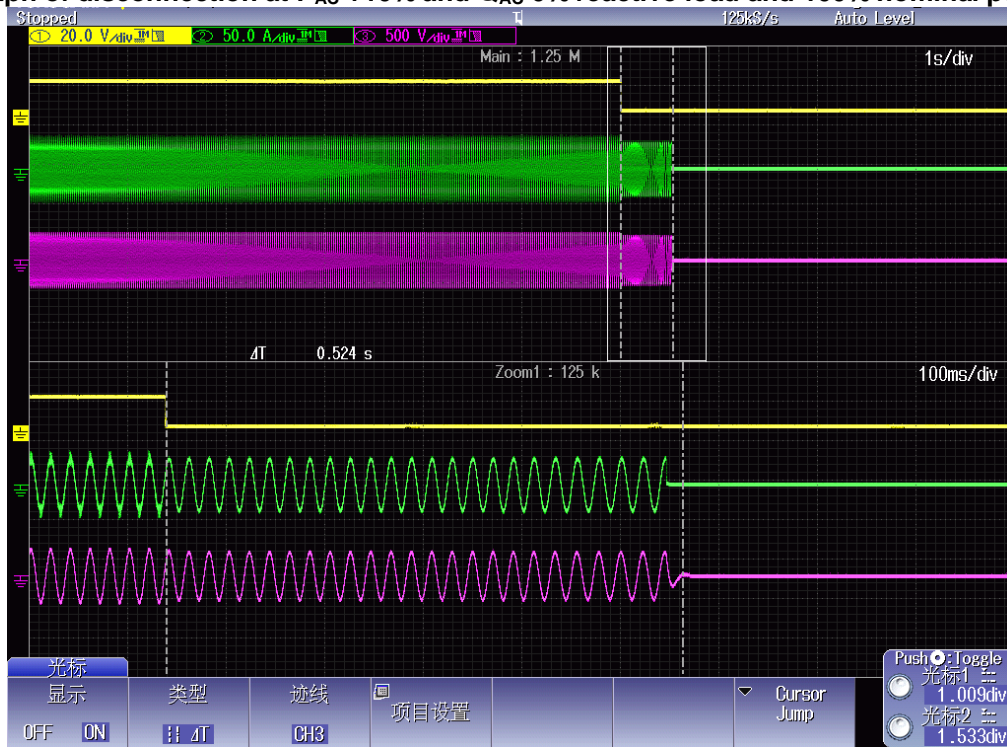 Stopped 125kS/s Auto Level
① 20.0 V/div ② 50.0 A/div ③ 500 V/div
Main : 1.25 M 1s/div
ΔT 0.524 s
Zoom1 : 125 k 100ms/div
光标
显示 类型 迹线 项目设置 Cursor Jump
OFF ON ΔT CH3
Push :Toggle
光标1
1.009div
光标2
1.533div